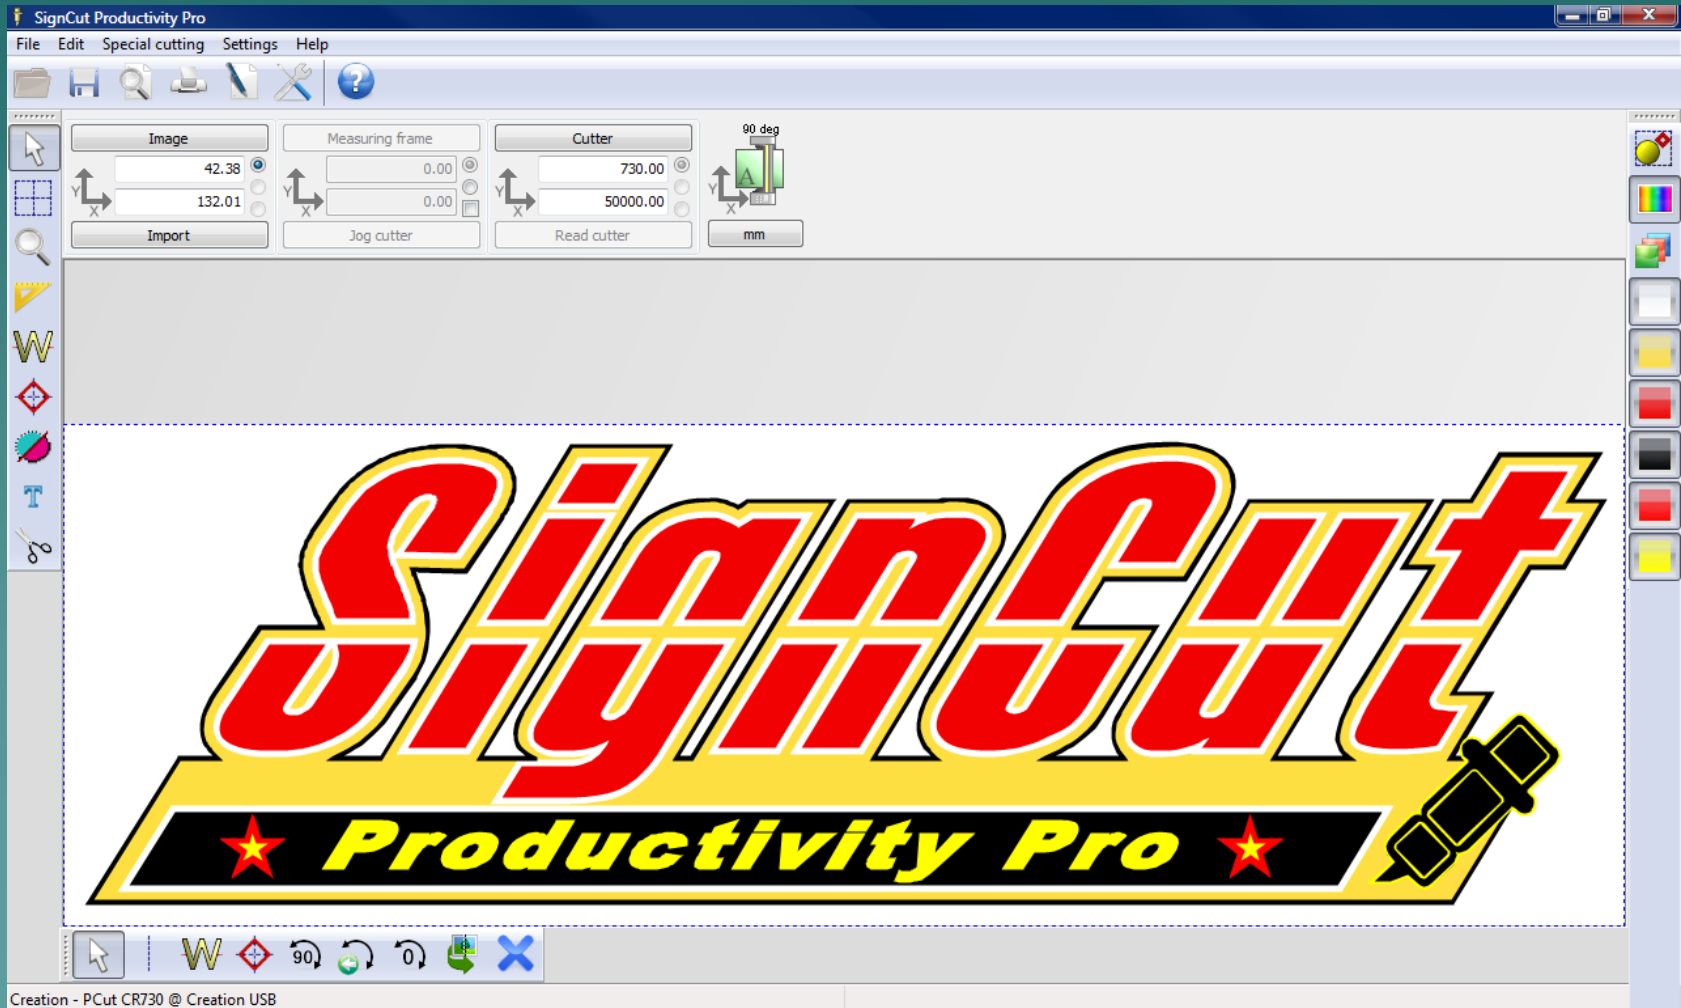 SignCut Productivity Pro
File Edit Special cutting Settings Help
90 deg
Image Measuring frame Cutter
Y 42.38 Y 0.00 Y 730.00 Y A
X 132.01 X 0.00 X 50000.00 X
Import Jog cutter Read cutter mm
W
T
SignCut
Productivity Pro
W 90 0
Creation - PCut CR730 @ Creation USB